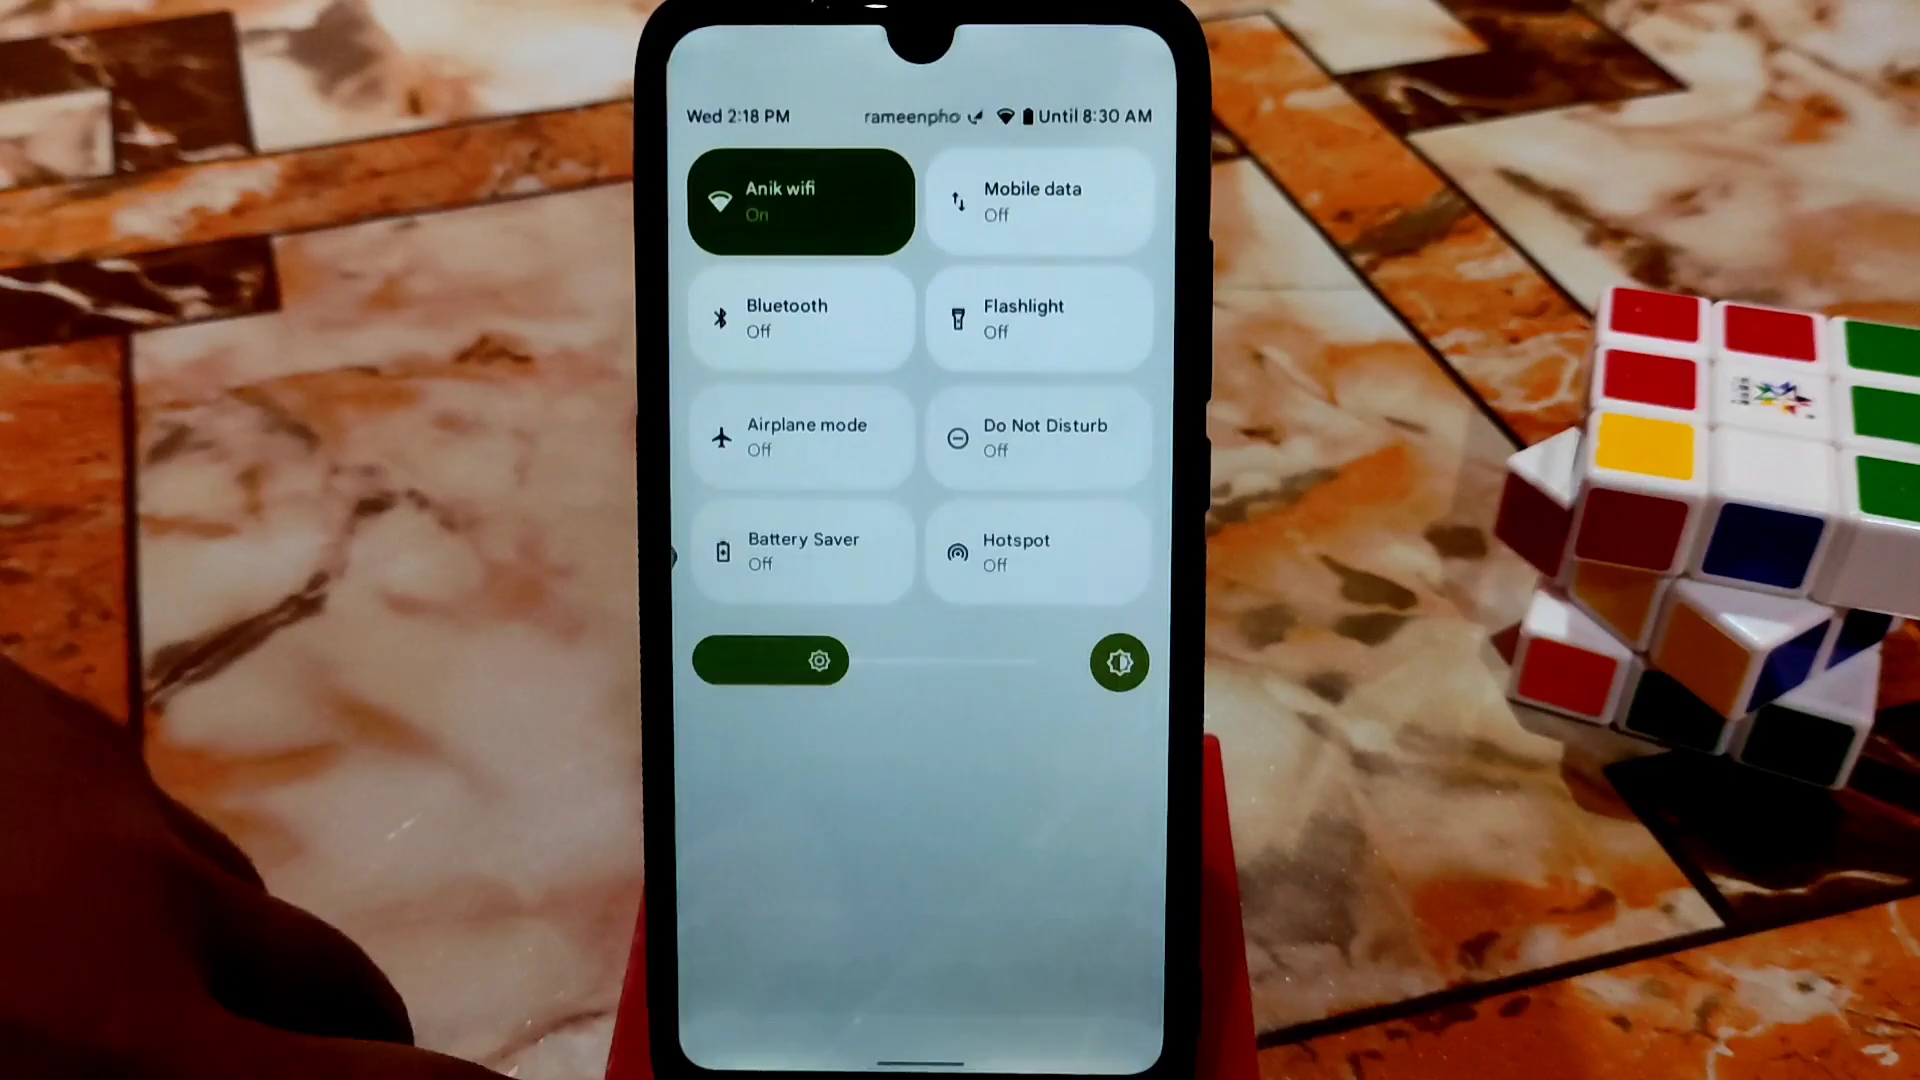 Wed 2:18 PM rameenpho Until 8:30 AM
Anik wifi
On
Mobile data
Off
Bluetooth
Off
Flashlight
Off
Airplane mode
Off
Do Not Disturb
Off
Battery Saver
Off
Hotspot
Off